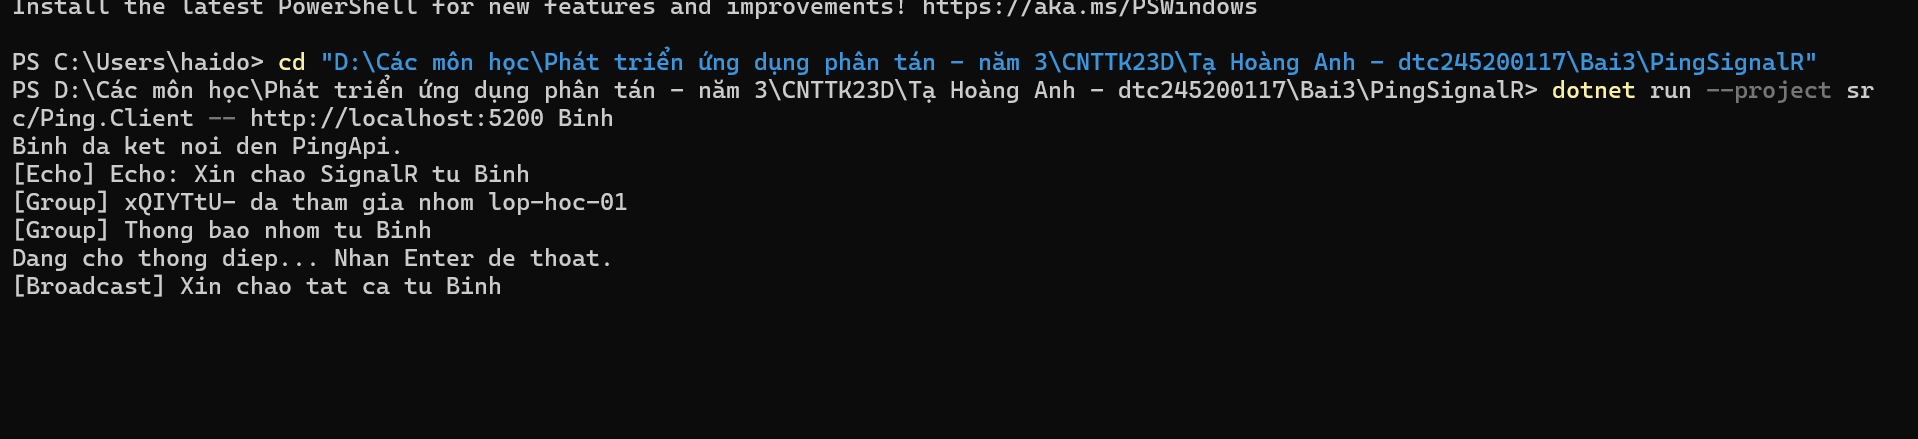 Install the latest PowerShell for new features and improvements! https://aka.ms/PSWindows
PS C:\Users\haido> cd "D:\Các môn học\Phát triển ứng dụng phân tán - năm 3\CNTTK23D\Tạ Hoàng Anh - dtc245200117\Bai3\PingSignalR"
PS D:\Các môn học\Phát triển ứng dụng phân tán - năm 3\CNTTK23D\Tạ Hoàng Anh - dtc245200117\Bai3\PingSignalR> dotnet run --project sr
c/Ping.Client -- http://localhost:5200 Binh
Binh da ket noi den PingApi.
[Echo] Echo: Xin chao SignalR tu Binh
[Group] xQIYTtU- da tham gia nhom lop-hoc-01
[Group] Thong bao nhom tu Binh
Dang cho thong diep... Nhan Enter de thoat.
[Broadcast] Xin chao tat ca tu Binh